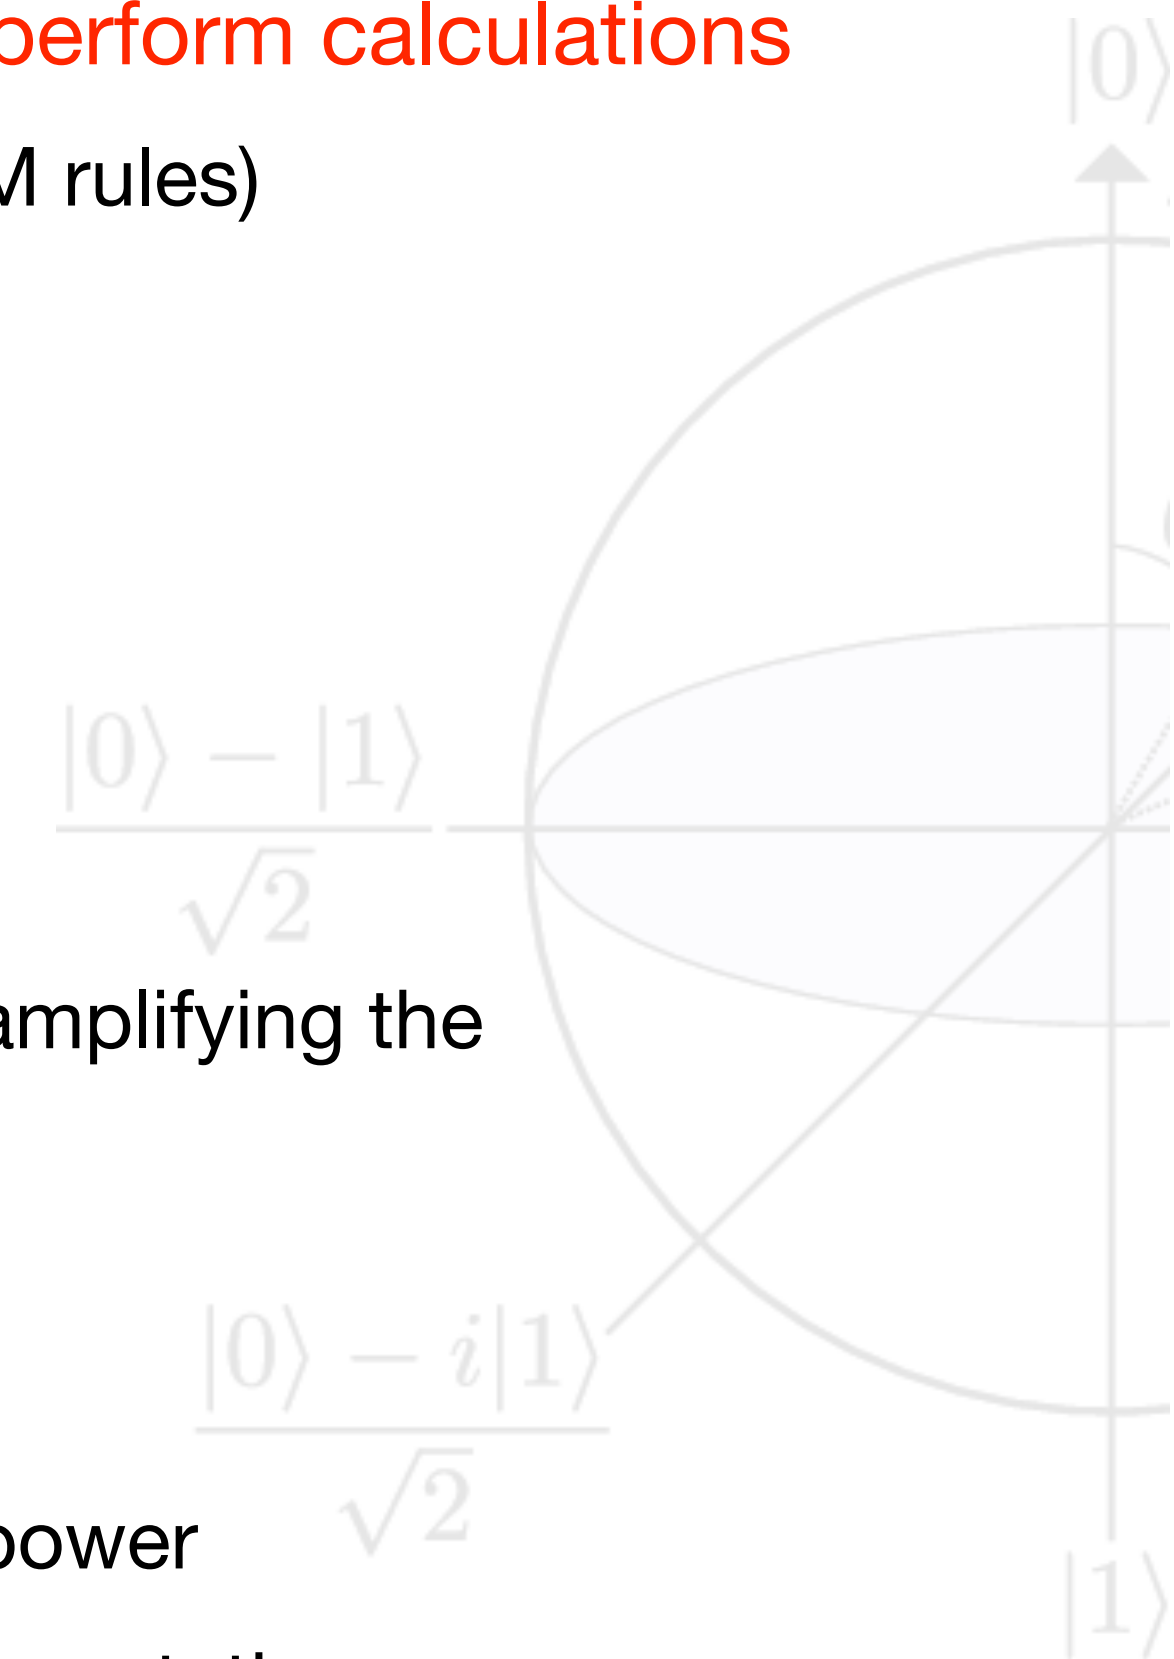 perform calculations
|0⟩
M rules)
|0⟩ − |1⟩
√2
amplifying the
|0⟩ − i|1⟩
√2
power
|1⟩